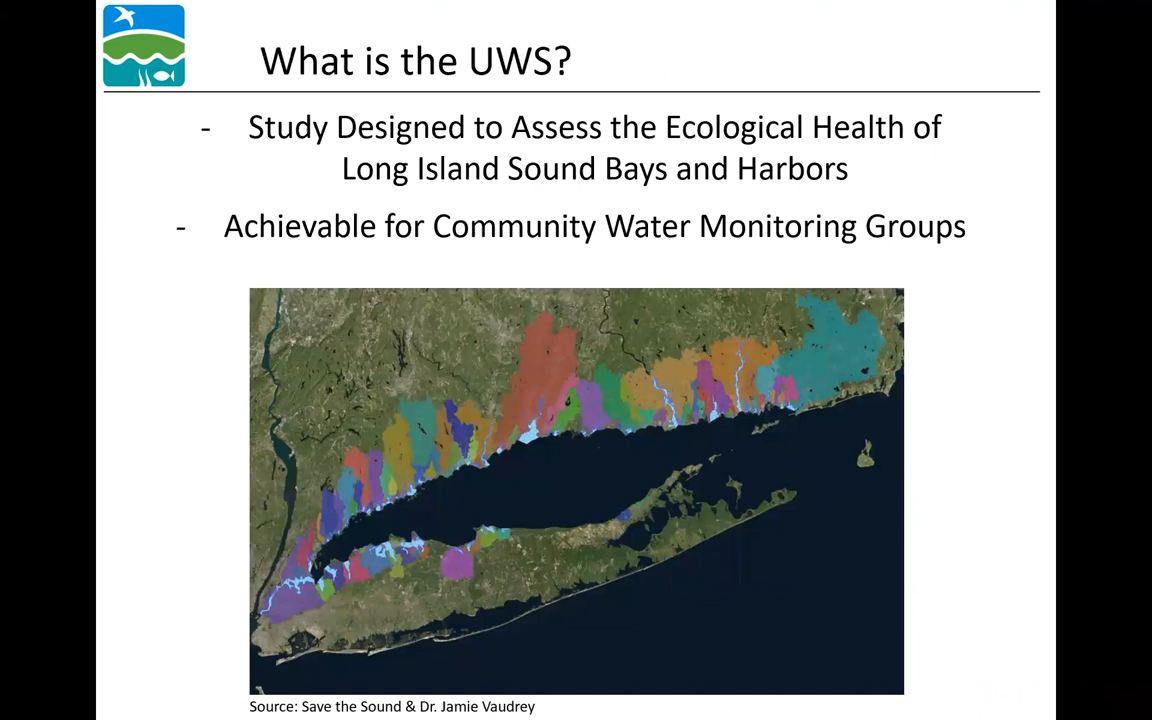 What is the UWS?
- Study Designed to Assess the Ecological Health of
Long Island Sound Bays and Harbors
- Achievable for Community Water Monitoring Groups
Source: Save the Sound & Dr. Jamie Vaudrey